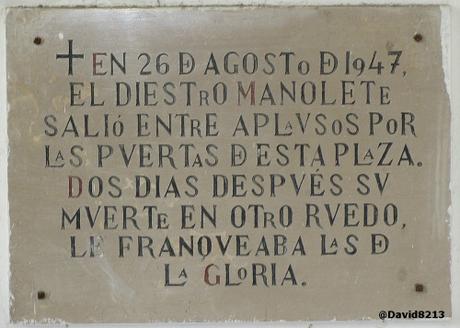 ✝ EN 26 Đ AGOSTO Đ 1947,
EL DIESTRO MANOLETE
SALIÓ ENTRE APLAVSOS POR
LAS PVERTAS Đ ESTA PLAZA.
DOS DIAS DESPVÉS SV
MVERTE EN OTRO RVEDO,
LE FRANQVEABA LAS Đ
LA GLORIA.
@David8213